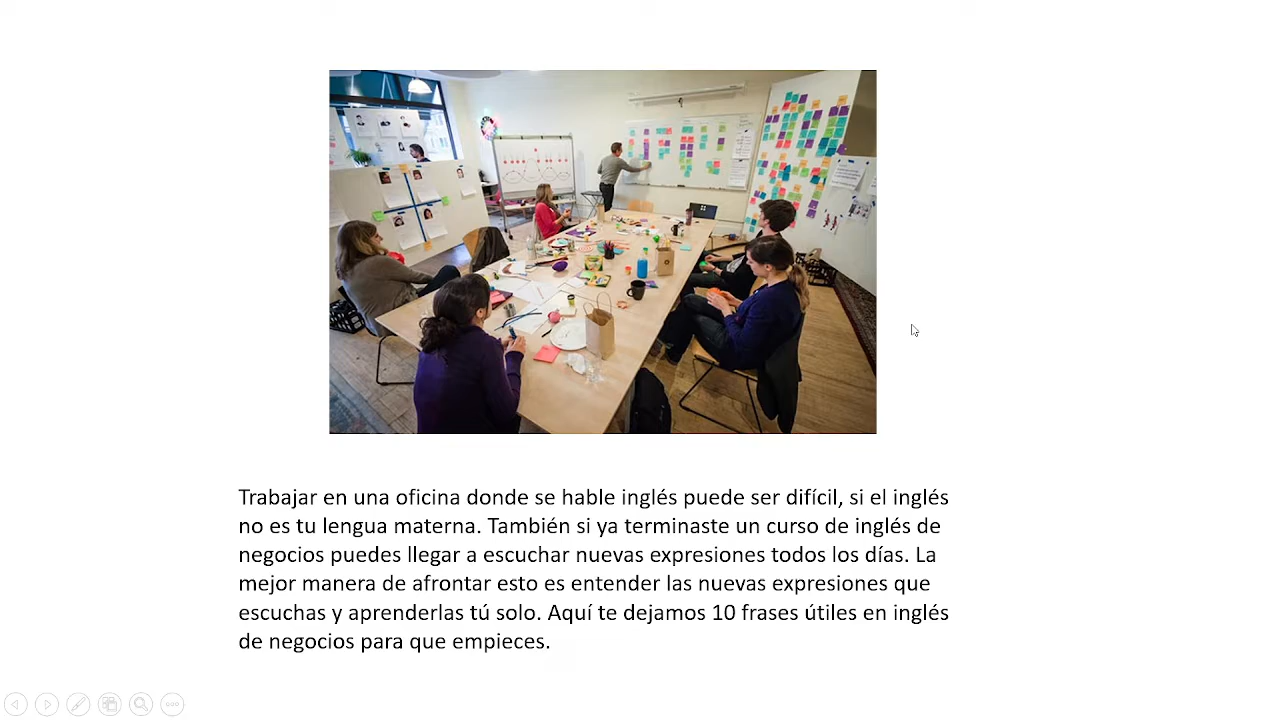 Trabajar en una oficina donde se hable inglés puede ser difícil, si el inglés
no es tu lengua materna. También si ya terminaste un curso de inglés de
negocios puedes llegar a escuchar nuevas expresiones todos los días. La
mejor manera de afrontar esto es entender las nuevas expresiones que
escuchas y aprenderlas tú solo. Aquí te dejamos 10 frases útiles en inglés
de negocios para que empieces.